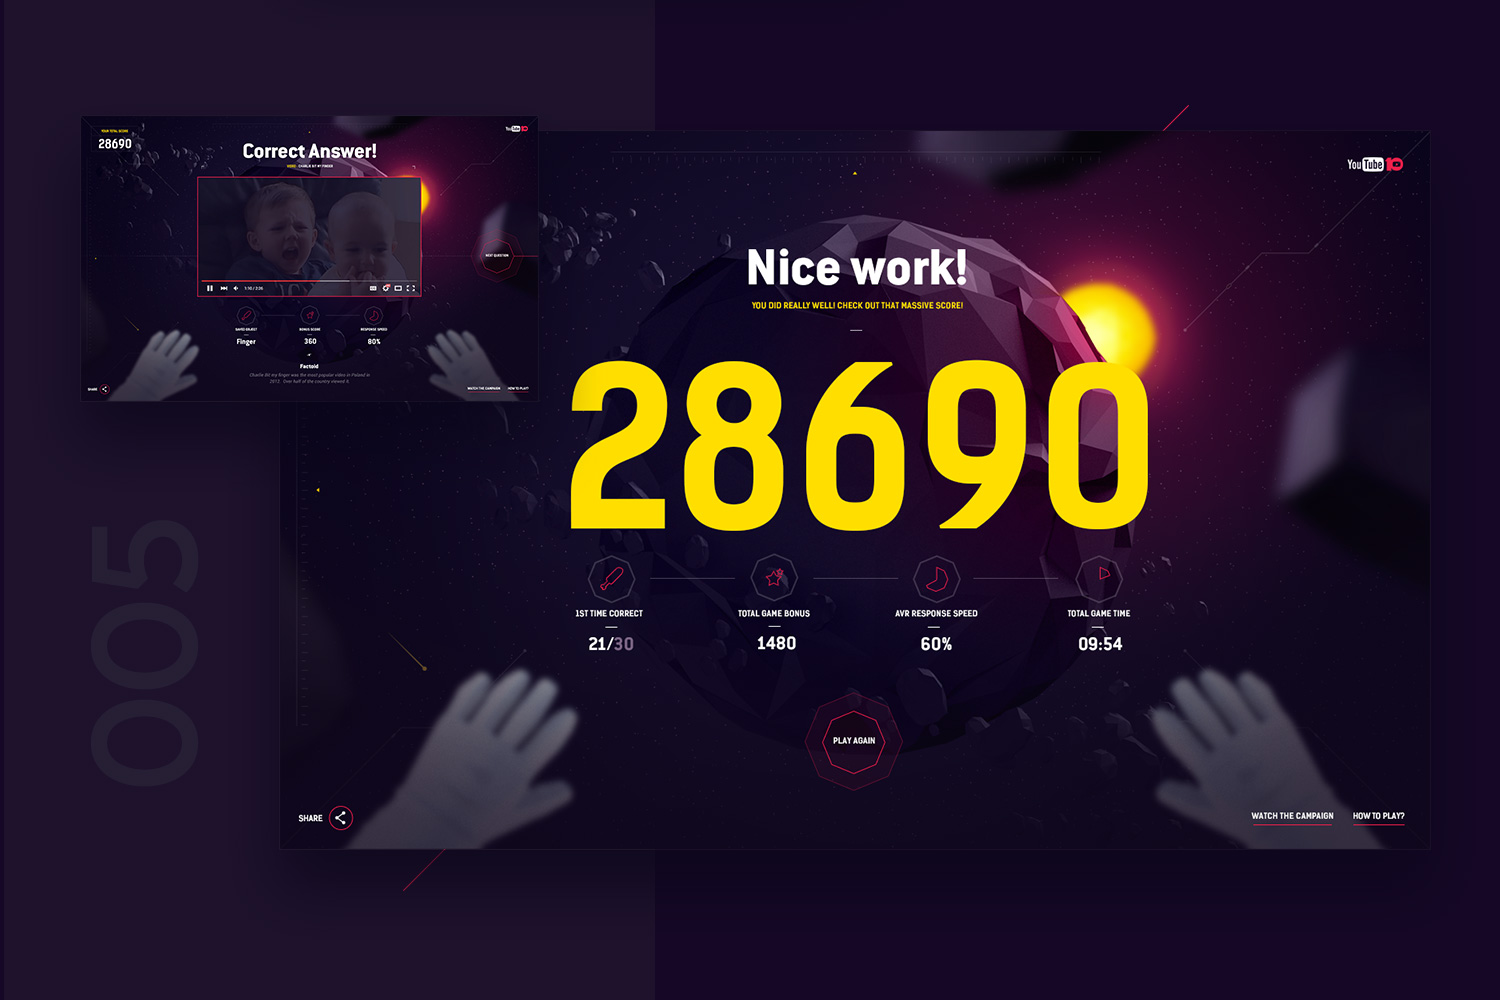 YOUR TOTAL SCORE
28690
YouTube 10
Correct Answer!
VIDEO : CHARLIE BIT MY FINGER
1:10 / 2:26
NEXT QUESTION
SAVED OBJECT
Finger
BONUS SCORE
360
RESPONSE SPEED
80%
Factoid
Charlie Bit my finger was the most popular video in Poland in
2012. Over half of the country viewed it.
SHARE
WATCH THE CAMPAIGN
HOW TO PLAY?
YouTube 10
Nice work!
YOU DID REALLY WELL! CHECK OUT THAT MASSIVE SCORE!
28690
1ST TIME CORRECT
21/30
TOTAL GAME BONUS
1480
AVR RESPONSE SPEED
60%
TOTAL GAME TIME
09:54
PLAY AGAIN
SHARE
WATCH THE CAMPAIGN
HOW TO PLAY?
005